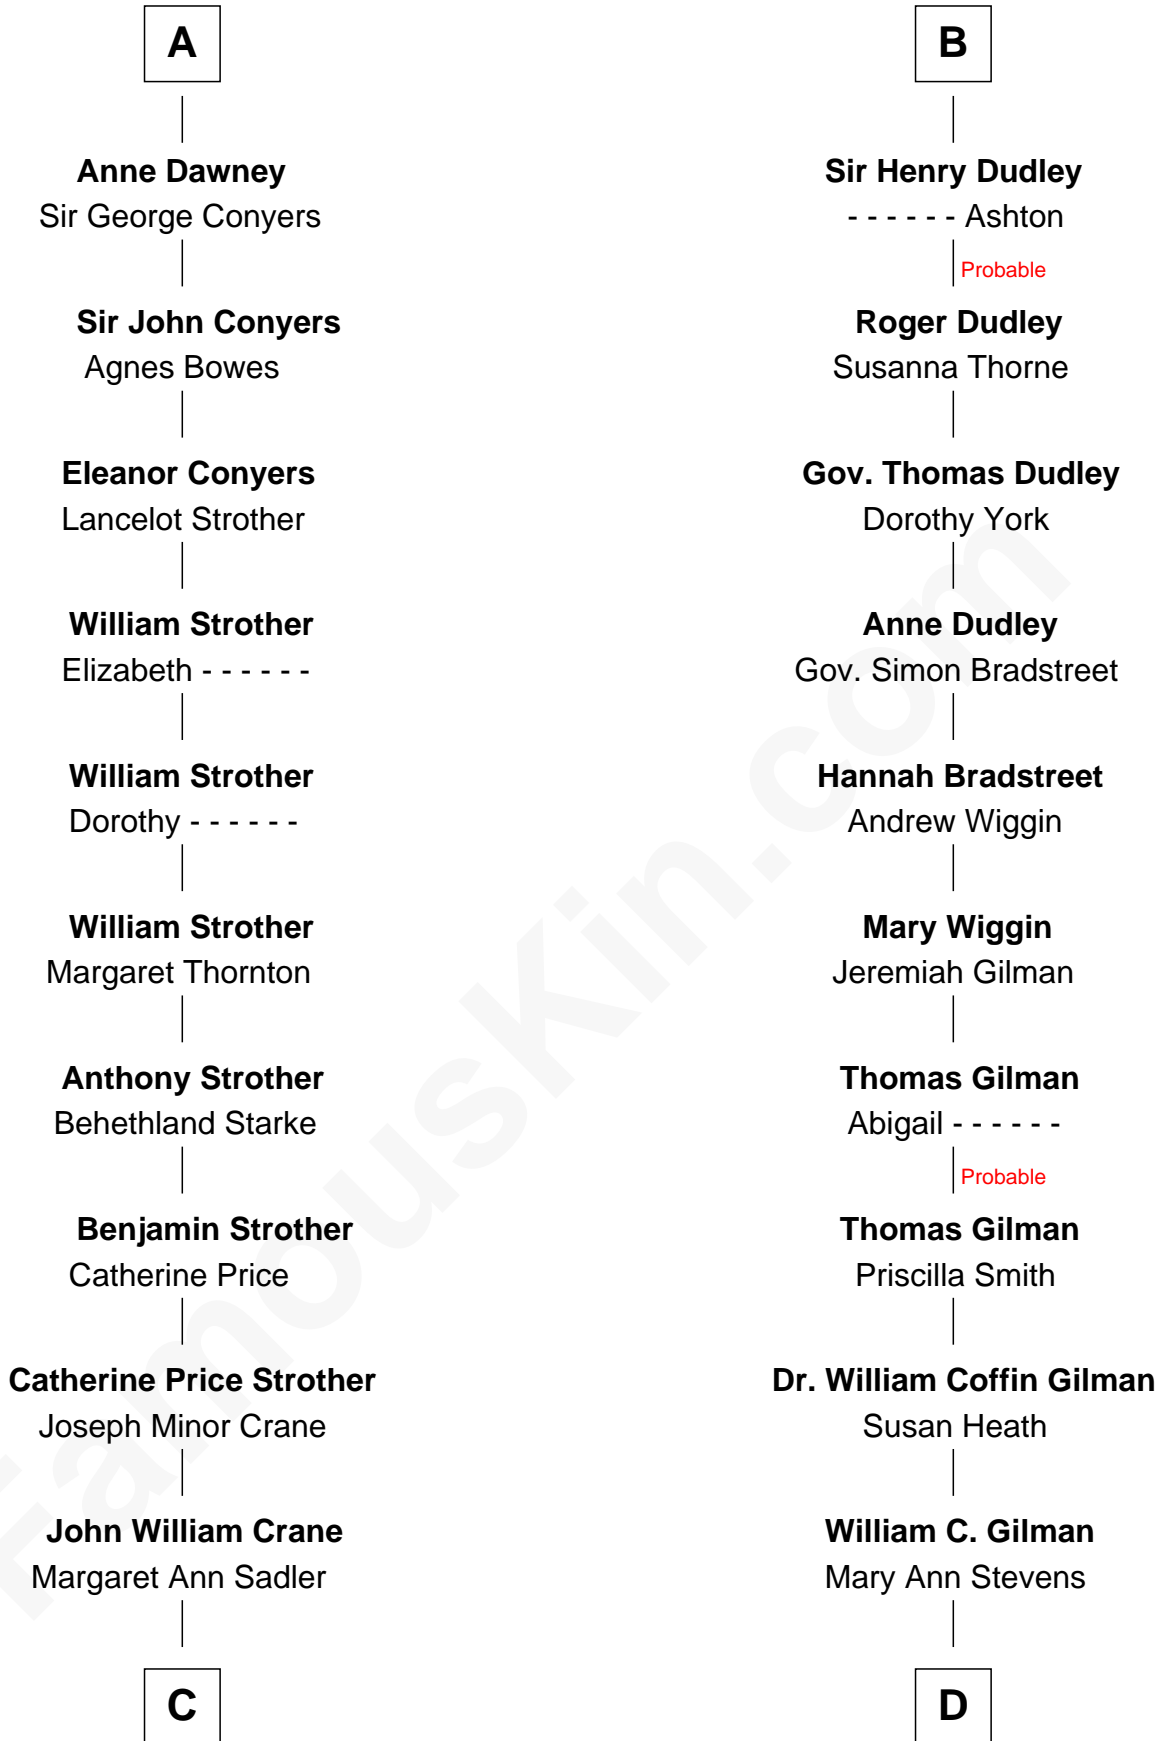 A
Anne Dawney
Sir George Conyers
Sir John Conyers
Agnes Bowes
Eleanor Conyers
Lancelot Strother
William Strother
Elizabeth - - - - - -
William Strother
Dorothy - - - - - -
William Strother
Margaret Thornton
Anthony Strother
Behethland Starke
Benjamin Strother
Catherine Price
Catherine Price Strother
Joseph Minor Crane
John William Crane
Margaret Ann Sadler
C
B
Sir Henry Dudley
- - - - - - Ashton
Probable
Roger Dudley
Susanna Thorne
Gov. Thomas Dudley
Dorothy York
Anne Dudley
Gov. Simon Bradstreet
Hannah Bradstreet
Andrew Wiggin
Mary Wiggin
Jeremiah Gilman
Thomas Gilman
Abigail - - - - - -
Probable
Thomas Gilman
Priscilla Smith
Dr. William Coffin Gilman
Susan Heath
William C. Gilman
Mary Ann Stevens
D
FamousKin.com